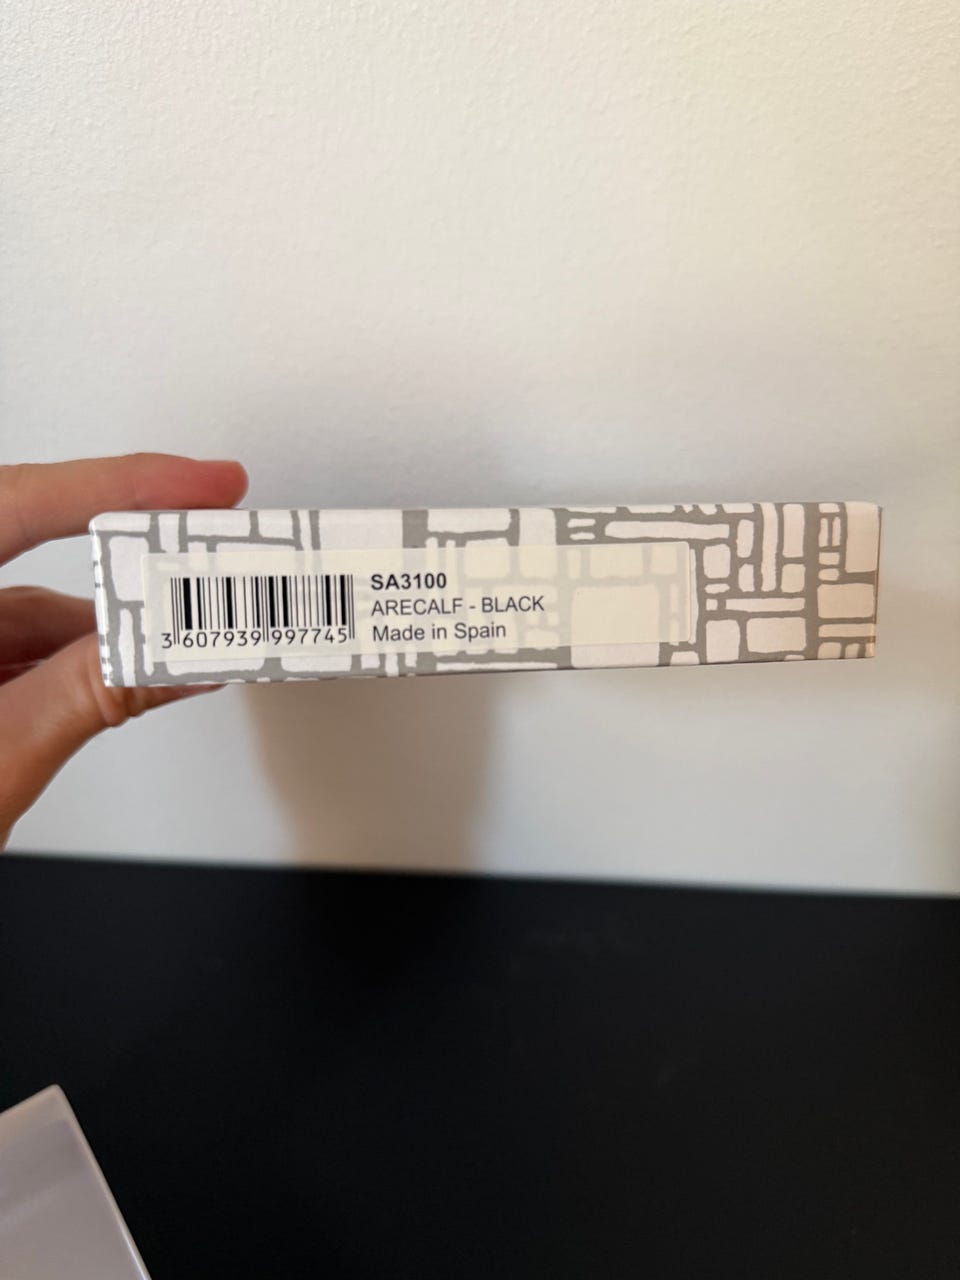 SA3100
ARECALF - BLACK
Made in Spain
3 607939 997745